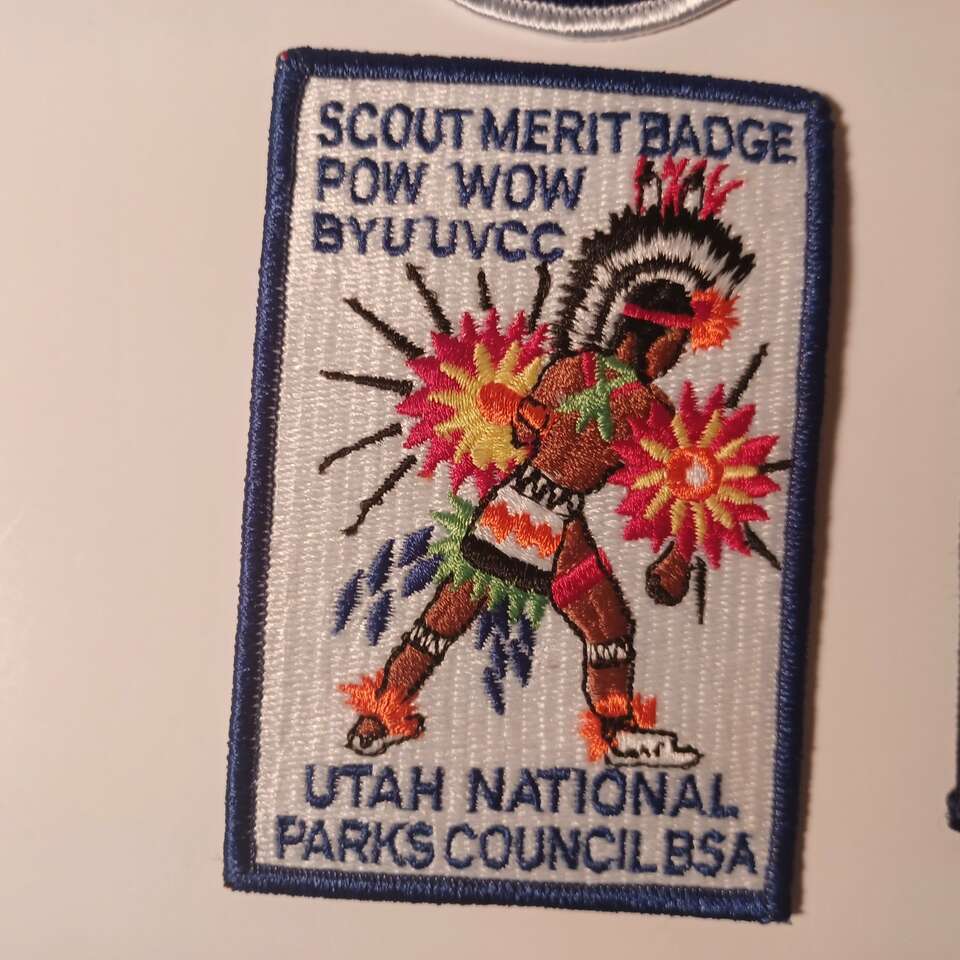 SCOUT MERIT BADGE
POW WOW
BYU UVCC
UTAH NATIONAL
PARKS COUNCIL BSA